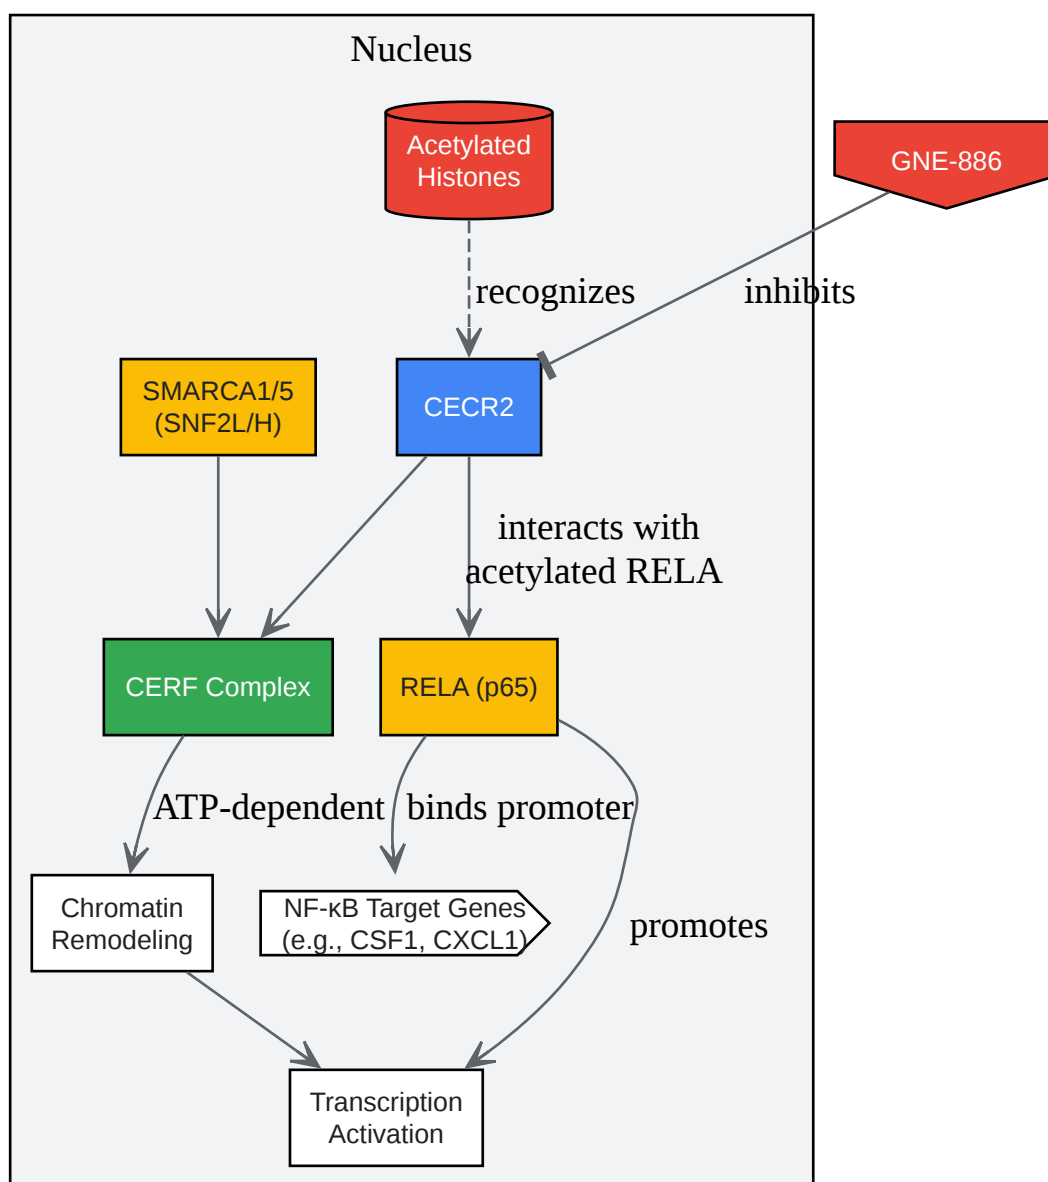 Nucleus
Acetylated
Histones
GNE-886
recognizes
inhibits
SMARCA1/5
(SNF2L/H)
CECR2
interacts with
acetylated RELA
CERF Complex
RELA (p65)
ATP-dependent
binds promoter
Chromatin
Remodeling
NF-κB Target Genes
(e.g., CSF1, CXCL1)
promotes
Transcription
Activation